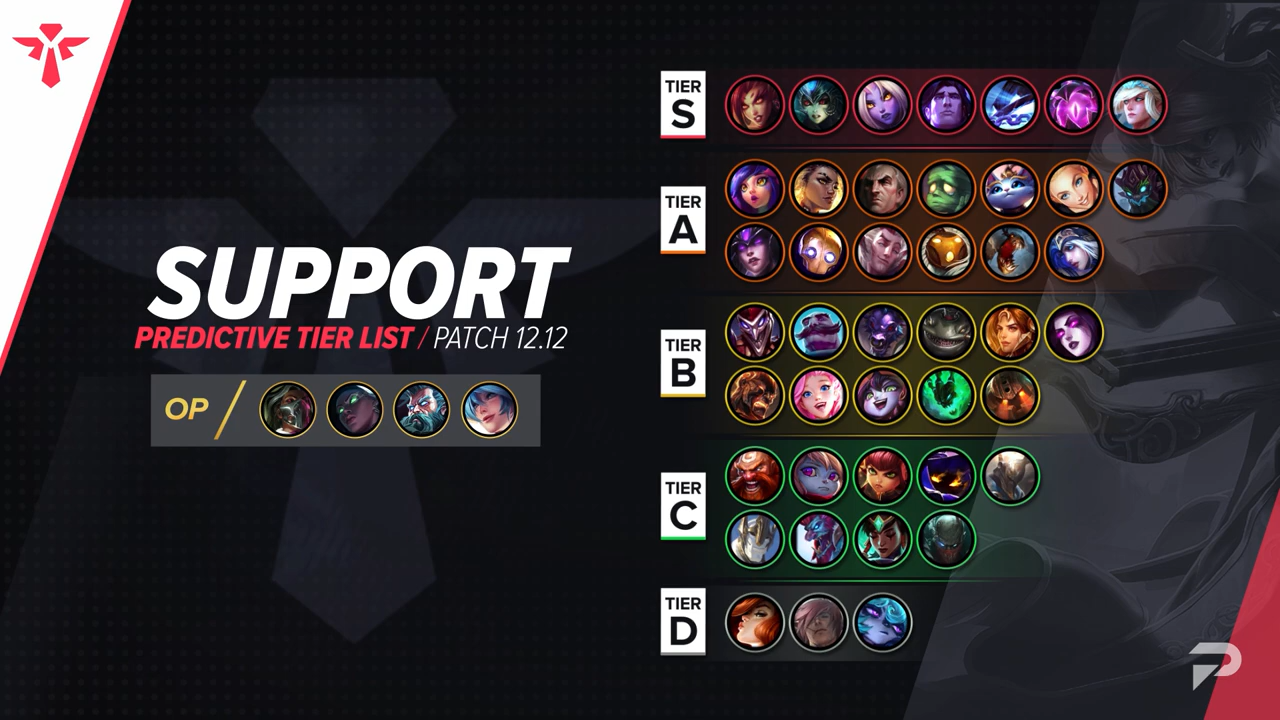 SUPPORT
PREDICTIVE TIER LIST / PATCH 12.12
OP /
TIER
S
TIER
A
TIER
B
TIER
C
TIER
D